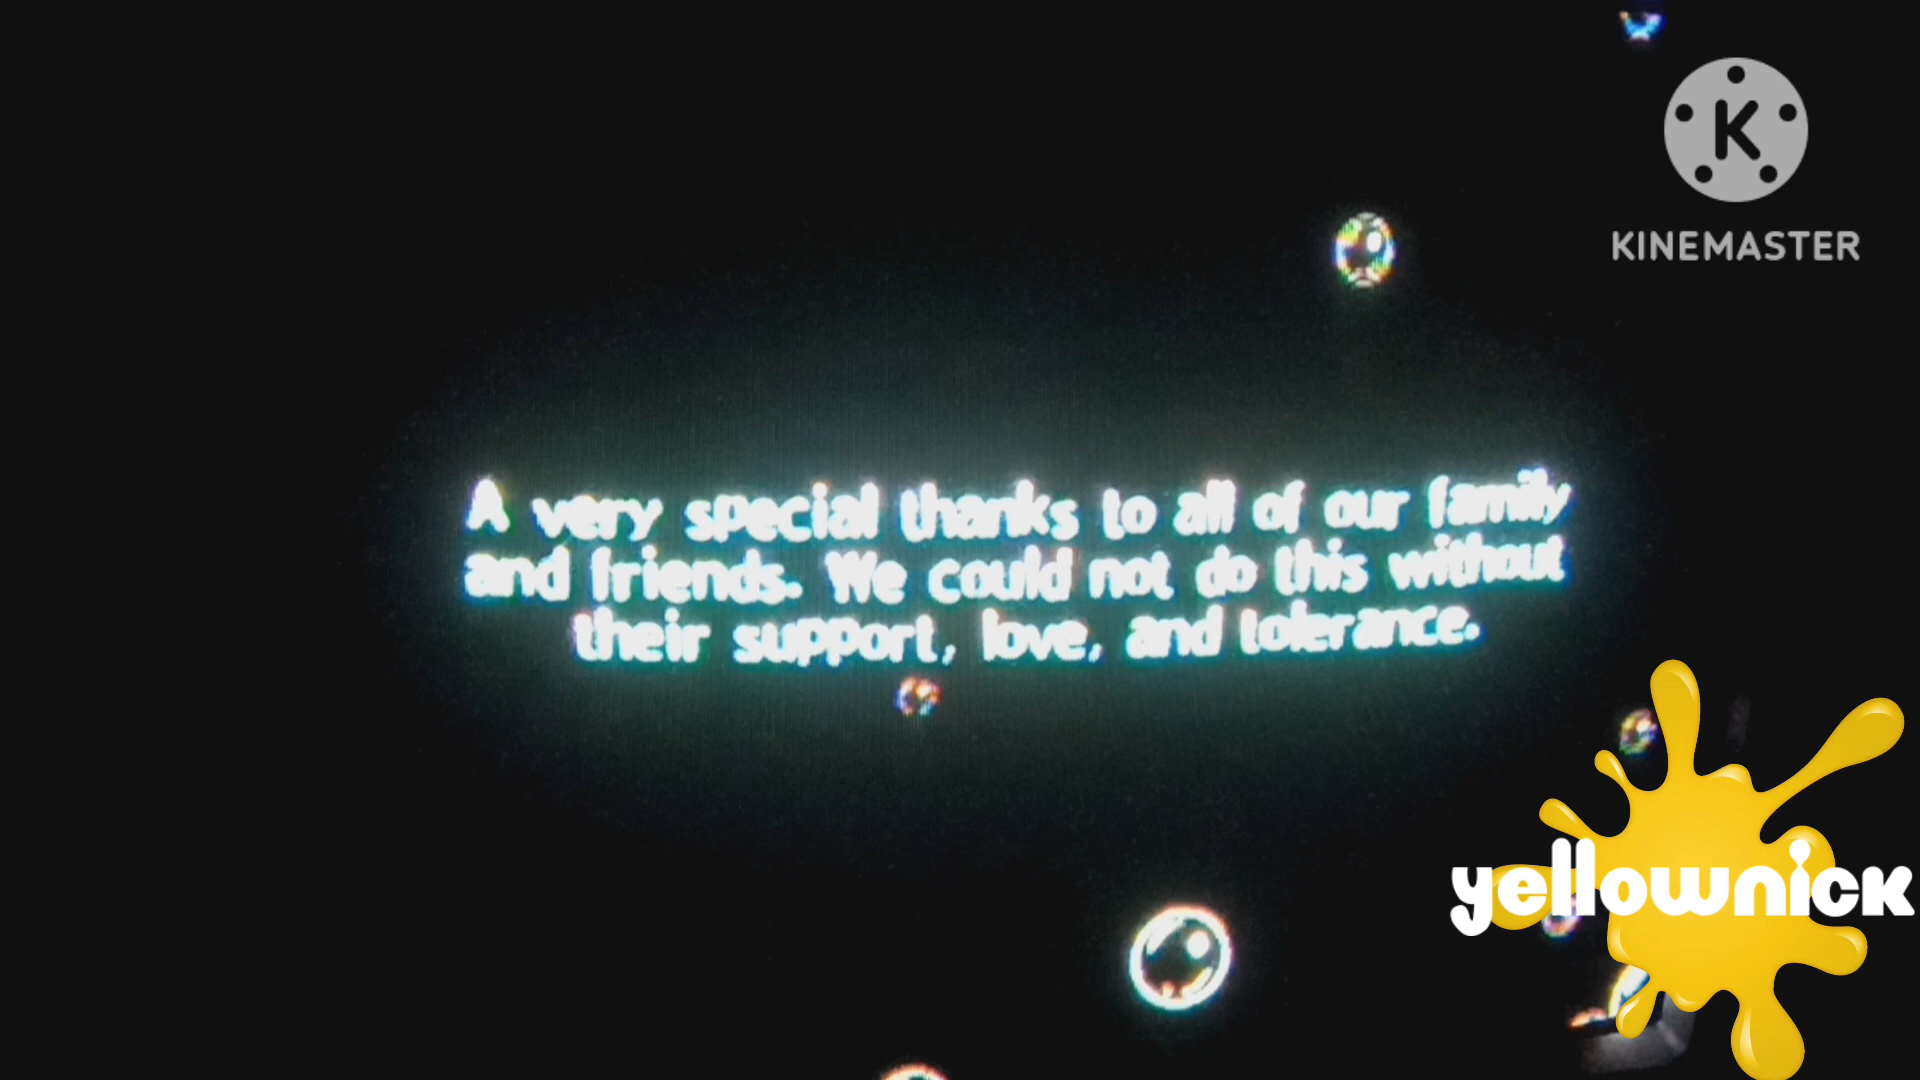 K
KINEMASTER
A very special thanks to all of our family
and friends. We could not do this without
their support, love, and tolerance.
yellownick